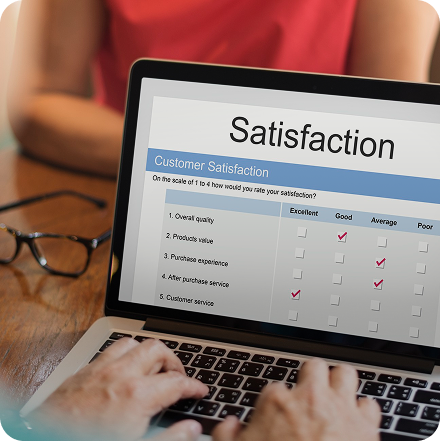 Satisfaction
Customer Satisfaction
On the scale of 1 to 4 how would you rate your satisfaction?
Excellent Good Average Poor
1. Overall quality
2. Products value
3. Purchase experience
4. After purchase service
5. Customer service